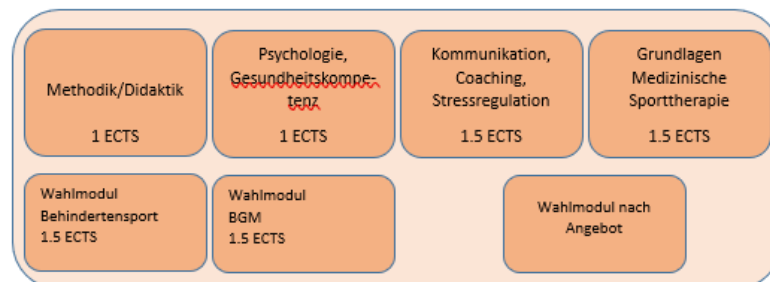 Methodik/Didaktik
1 ECTS
Psychologie,
Gesundheitskompe-
tenz
1 ECTS
Kommunikation,
Coaching,
Stressregulation
1.5 ECTS
Grundlagen
Medizinische
Sporttherapie
1.5 ECTS
Wahlmodul
Behindertensport
1.5 ECTS
Wahlmodul
BGM
1.5 ECTS
Wahlmodul nach
Angebot